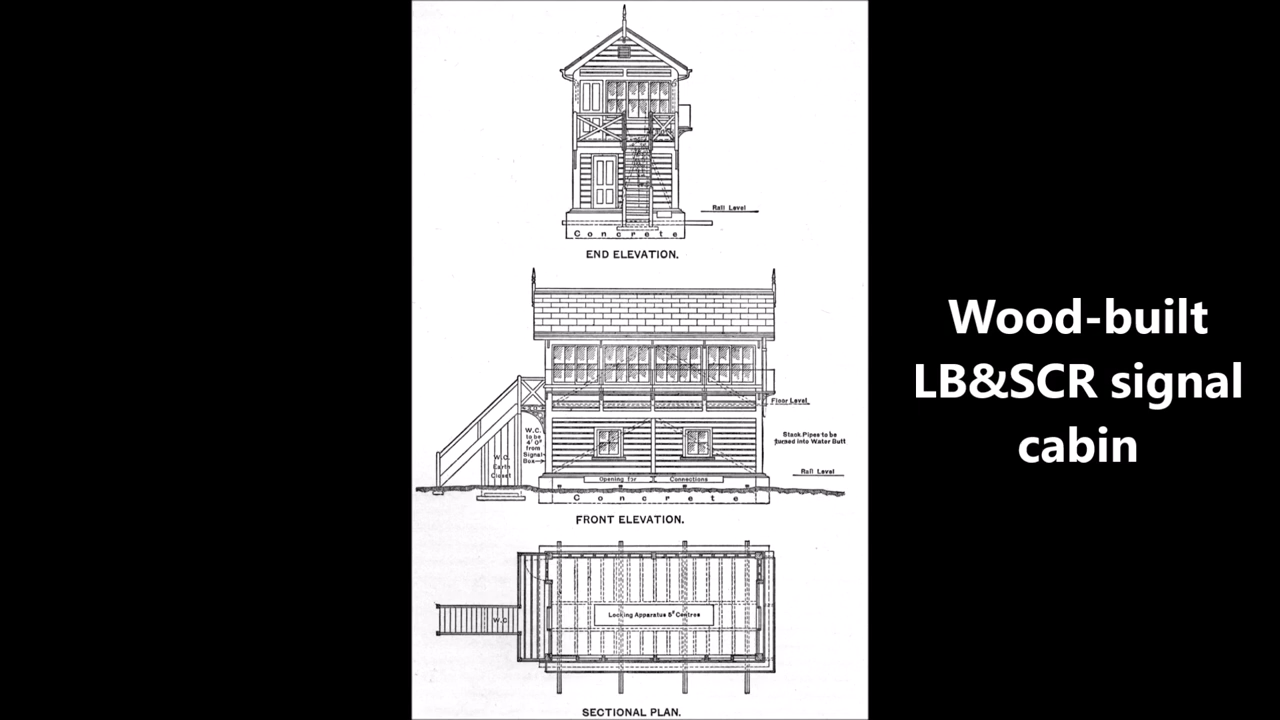 Rail Level
Concrete
END ELEVATION.
Floor Level
W.C.
to be
4' 0"
from
Signal
Box
W.C.
Earth
Closet
Stack Pipes to be
turned into Water Butt
Rail Level
Opening for Connections
Concrete
FRONT ELEVATION.
Locking Apparatus 5" Centres
W.C
SECTIONAL PLAN.
Wood-built
LB&SCR signal
cabin